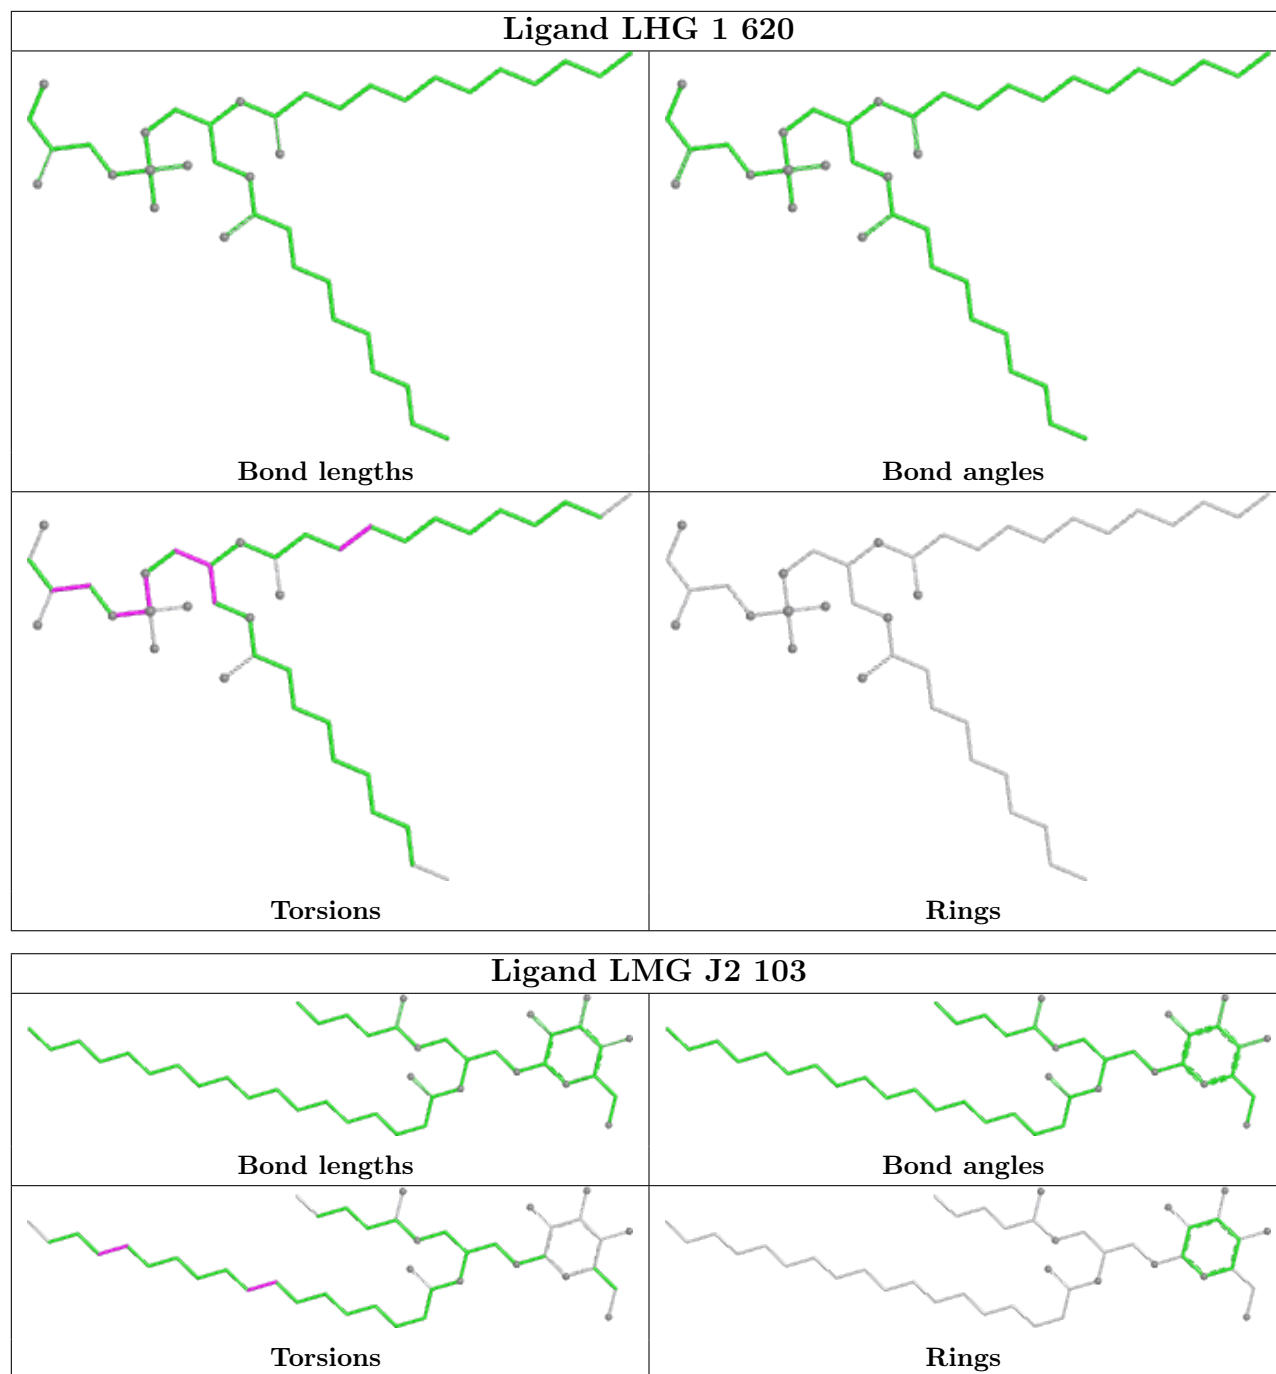 Ligand LHG 1 620
Bond lengths
Bond angles
Torsions
Rings
Ligand LMG J2 103
Bond lengths
Bond angles
Torsions
Rings